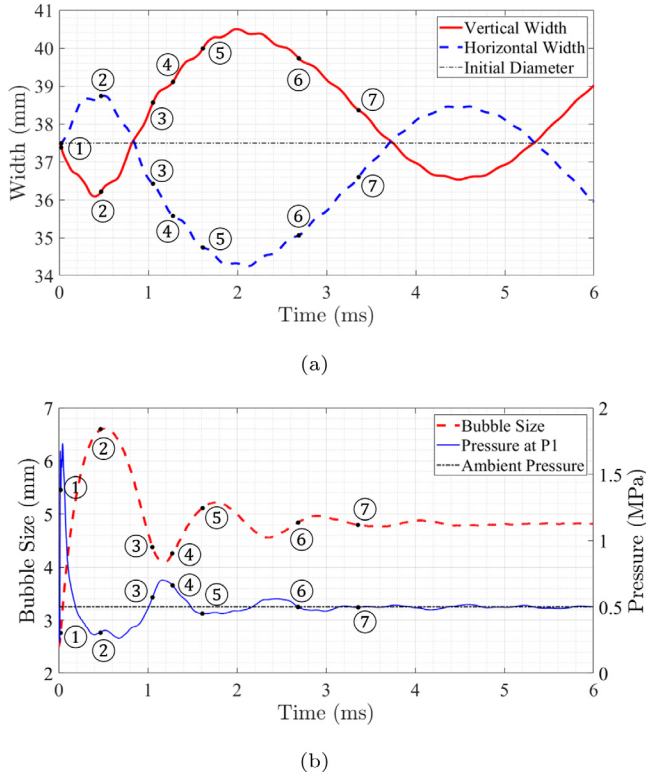 41
40
39
38
37
36
35
34
Width (mm)
Vertical Width
Horizontal Width
Initial Diameter
① ② ② ③ ③ ④ ④ ⑤ ⑤ ⑥ ⑥ ⑦ ⑦
0 1 2 3 4 5 6
Time (ms)
(a)
7
6
5
4
3
2
Bubble Size (mm)
Bubble Size
Pressure at P1
Ambient Pressure
① ① ② ② ③ ③ ④ ④ ⑤ ⑤ ⑥ ⑥ ⑦ ⑦
2
1.5
1
0.5
0
Pressure (MPa)
0 1 2 3 4 5 6
Time (ms)
(b)